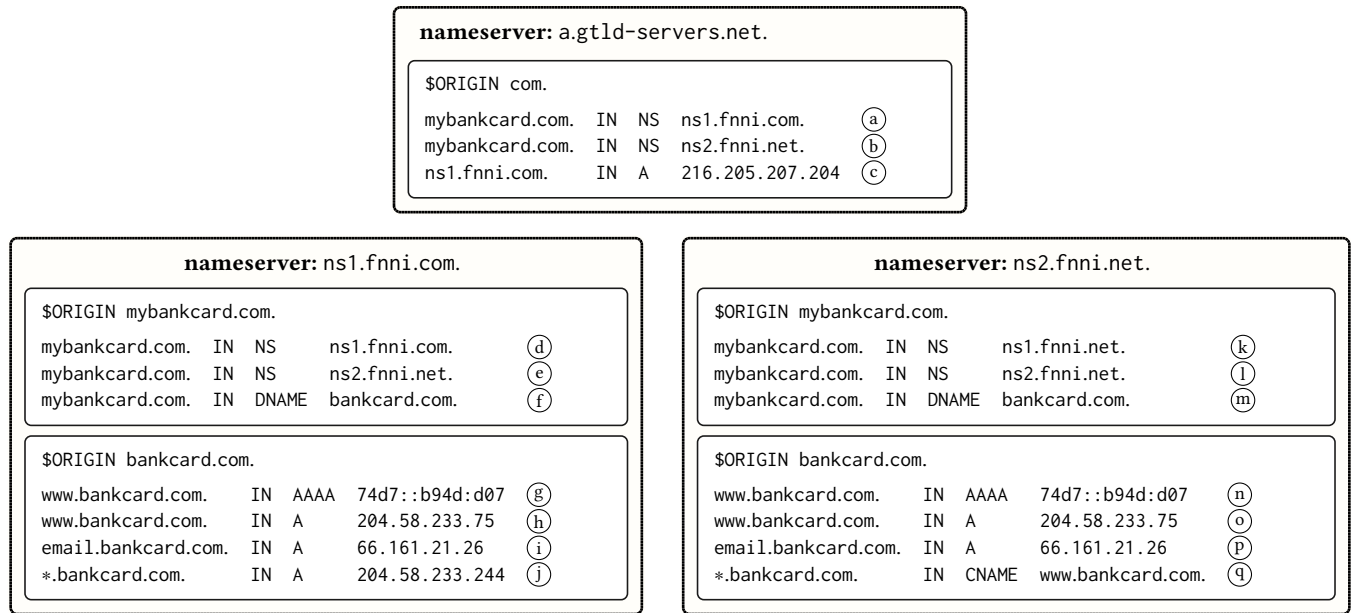 nameserver: a.gtld-servers.net.
$ORIGIN com.
mybankcard.com. IN NS ns1.fnni.com. ⓐ
mybankcard.com. IN NS ns2.fnni.net. ⓑ
ns1.fnni.com. IN A 216.205.207.204 ⓒ
nameserver: ns1.fnni.com.
$ORIGIN mybankcard.com.
mybankcard.com. IN NS ns1.fnni.com. ⓓ
mybankcard.com. IN NS ns2.fnni.net. ⓔ
mybankcard.com. IN DNAME bankcard.com. ⓕ
$ORIGIN bankcard.com.
www.bankcard.com. IN AAAA 74d7::b94d:d07 ⓖ
www.bankcard.com. IN A 204.58.233.75 ⓗ
email.bankcard.com. IN A 66.161.21.26 ⓘ
*.bankcard.com. IN A 204.58.233.244 ⓙ
nameserver: ns2.fnni.net.
$ORIGIN mybankcard.com.
mybankcard.com. IN NS ns1.fnni.net. ⓚ
mybankcard.com. IN NS ns2.fnni.net. ⓛ
mybankcard.com. IN DNAME bankcard.com. ⓜ
$ORIGIN bankcard.com.
www.bankcard.com. IN AAAA 74d7::b94d:d07 ⓝ
www.bankcard.com. IN A 204.58.233.75 ⓞ
email.bankcard.com. IN A 66.161.21.26 ⓟ
*.bankcard.com. IN CNAME www.bankcard.com. ⓠ